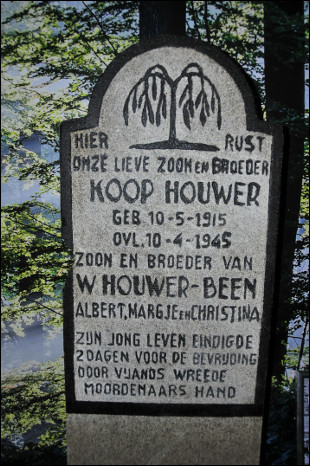 HIER RUST
ONZE LIEVE ZOON EN BROEDER
KOOP HOUWER
GEB. 10-5-1915
OVL. 10-4-1945
ZOON EN BROEDER VAN
W. HOUWER-BEEN
ALBERT, MARGJE EN CHRISTINA
ZIJN JONG LEVEN EINDIGDE
2 DAGEN VOOR DE BEVRIJDING
DOOR VIJANDS WREEDE
MOORDENAARS HAND